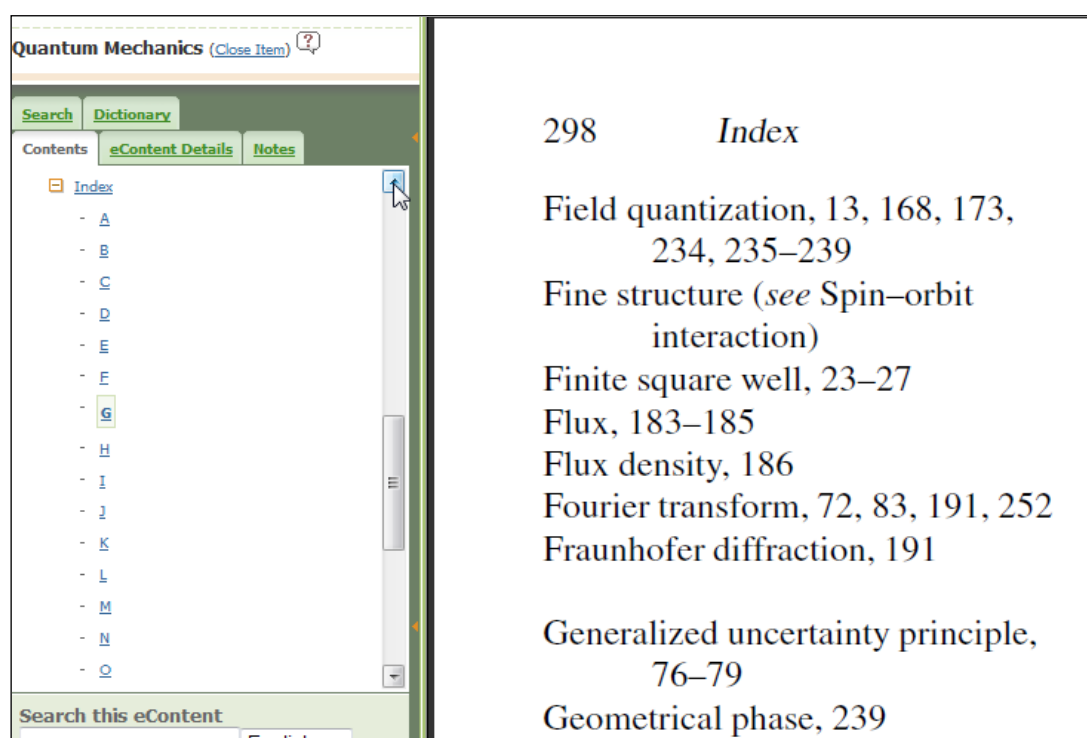 Quantum Mechanics (Close Item) ?
Search Dictionary
Contents eContent Details Notes
Index
- A
- B
- C
- D
- E
- F
- G
- H
- I
- J
- K
- L
- M
- N
- O
Search this eContent
298 Index
Field quantization, 13, 168, 173,
234, 235–239
Fine structure (see Spin–orbit
interaction)
Finite square well, 23–27
Flux, 183–185
Flux density, 186
Fourier transform, 72, 83, 191, 252
Fraunhofer diffraction, 191
Generalized uncertainty principle,
76–79
Geometrical phase, 239